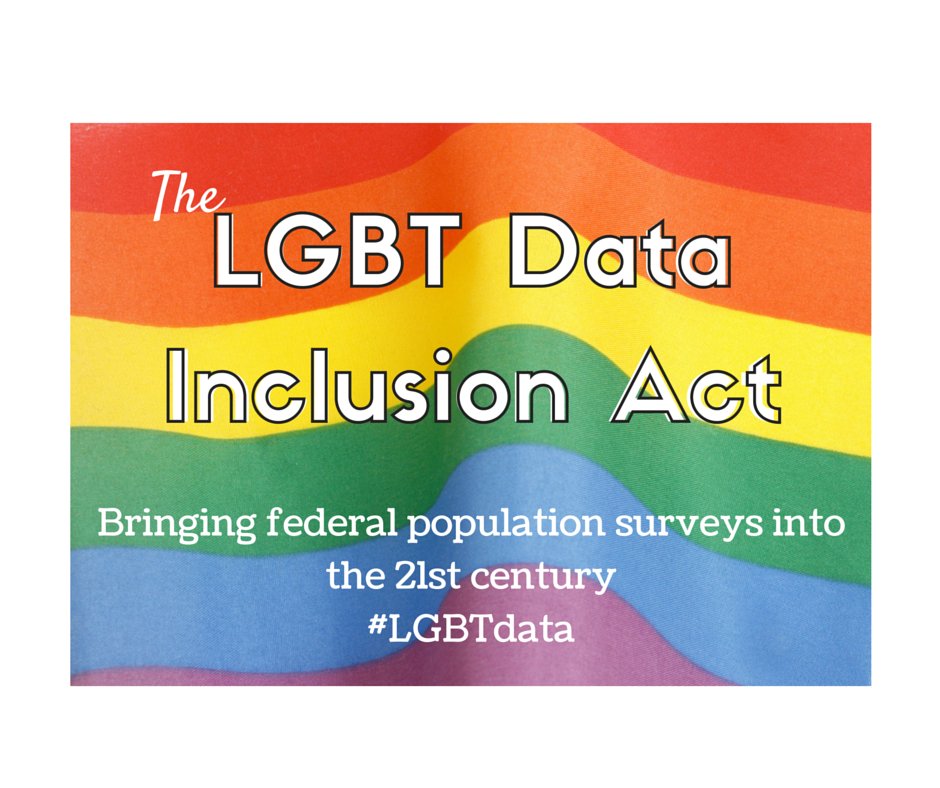 The
LGBT Data
Inclusion Act
Bringing federal population surveys into
the 21st century
#LGBTdata